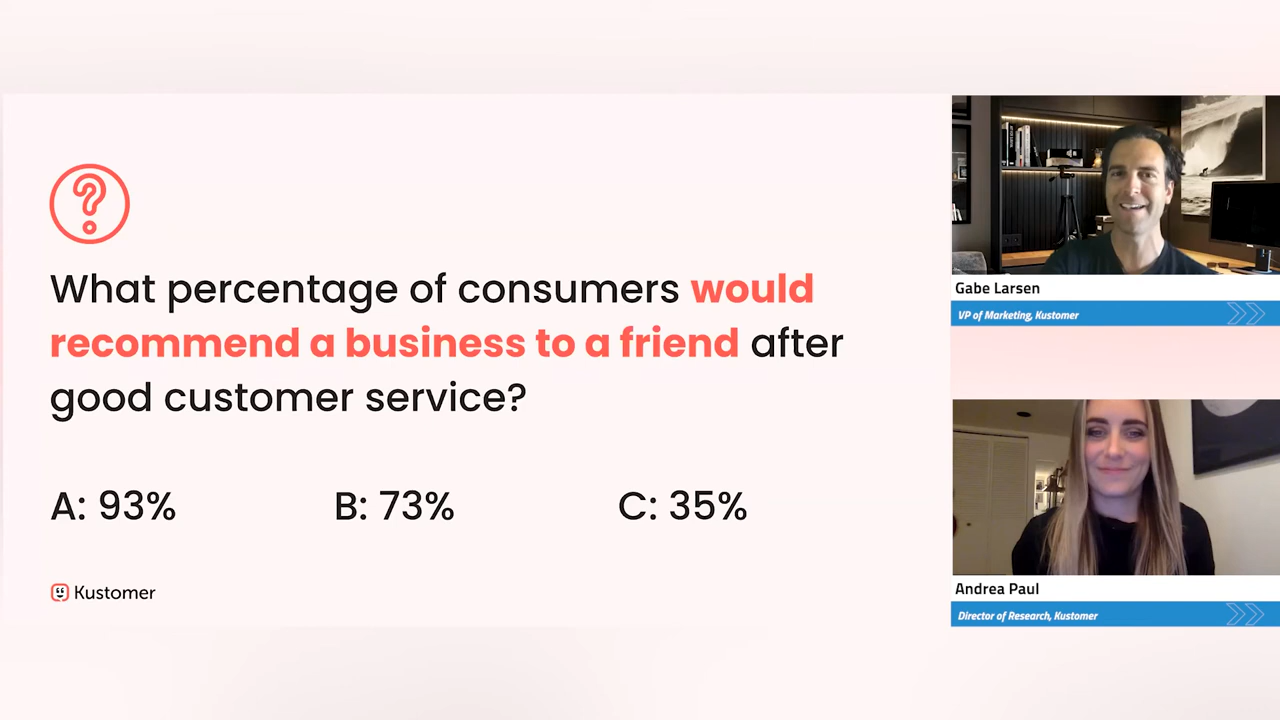 What percentage of consumers would
recommend a business to a friend after
good customer service?
A: 93%
B: 73%
C: 35%
Kustomer
Gabe Larsen
VP of Marketing, Kustomer
Andrea Paul
Director of Research, Kustomer